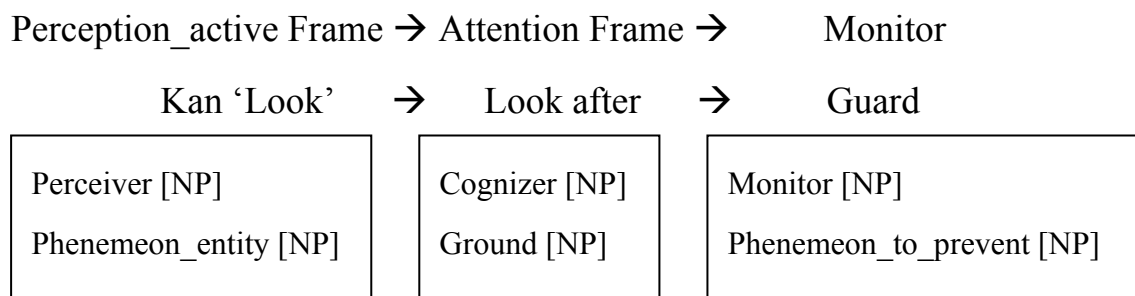 Perception_active Frame → Attention Frame → Monitor
Kan ‘Look’ → Look after → Guard
Perceiver [NP] Cognizer [NP] Monitor [NP]
Phenemeon_entity [NP] Ground [NP] Phenemeon_to_prevent [NP]